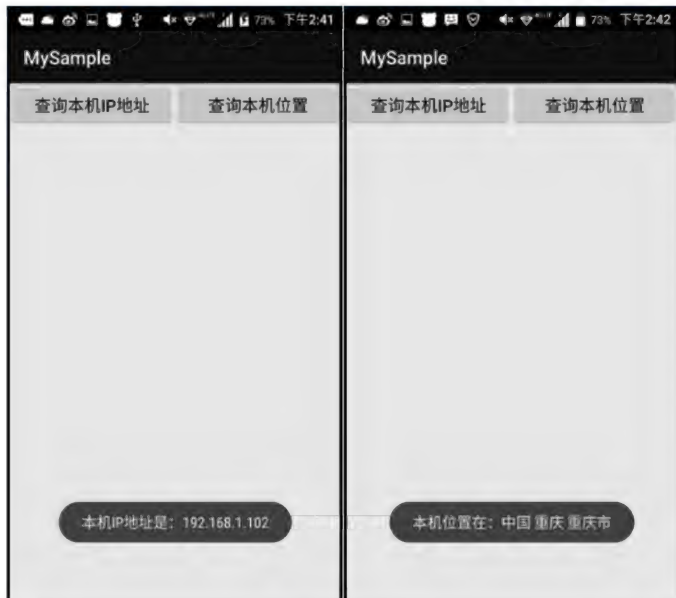 73% 下午2:41
MySample
查询本机IP地址 查询本机位置
本机IP地址是：192.168.1.102
73% 下午2:42
MySample
查询本机IP地址 查询本机位置
本机位置在：中国 重庆 重庆市